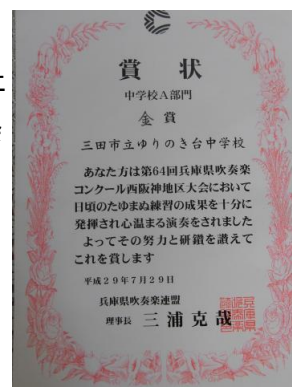 賞 状
中学校A部門
金 賞
三田市立ゆりのき台中学校
あなた方は第64回兵庫県吹奏楽
コンクール西阪神地区大会において
日頃のたゆまぬ練習の成果を十分に
発揮され心温まる演奏をされました
よってその努力と研鑽を讃えて
これを賞します
平成29年7月29日
兵庫県吹奏楽連盟
理事長 三浦克哉